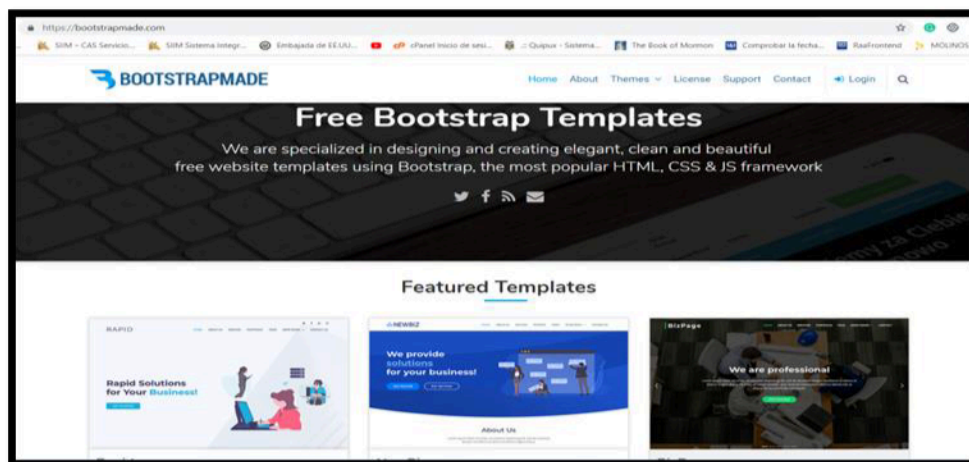 https://bootstrapmade.com
SIIM - CAS Servicio... SIIM Sistema Integr... Embajada de EE.UU... cPanel Inicio de sesi... .:: Quipux - Sistema... The Book of Mormon Comprobar la fecha... RaaFrontend MOLINOS
BOOTSTRAPMADE Home About Themes License Support Contact Login
Free Bootstrap Templates
We are specialized in designing and creating elegant, clean and beautiful
free website templates using Bootstrap, the most popular HTML, CSS & JS framework
Featured Templates
RAPID
Rapid Solutions
for Your Business!
NEWBIZ
We provide
solutions
for your business!
About Us
BizPage
We are professional